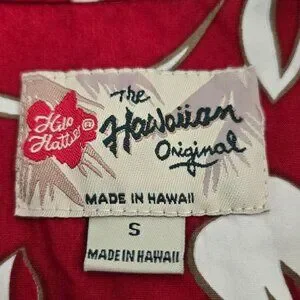 Hilo
Hattie®
The
Hawaiian
Original
MADE IN HAWAII
S
MADE IN HAWAII